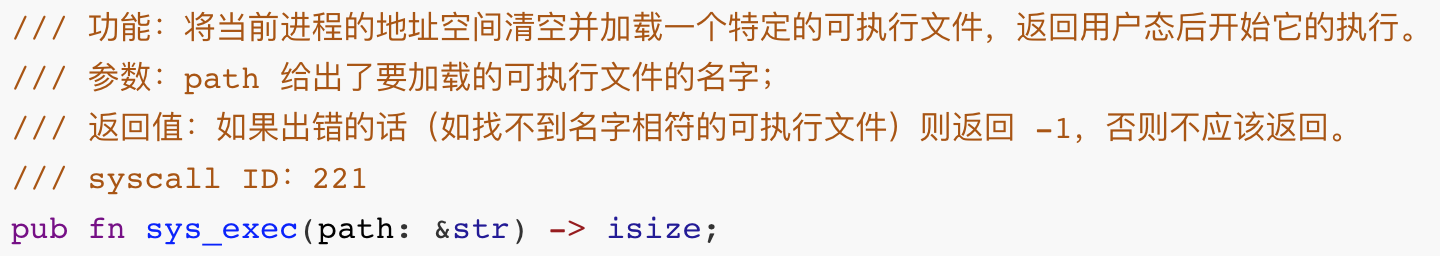 /// 功能：将当前进程的地址空间清空并加载一个特定的可执行文件，返回用户态后开始它的执行。
/// 参数：path 给出了要加载的可执行文件的名字；
/// 返回值：如果出错的话（如找不到名字相符的可执行文件）则返回 -1，否则不应该返回。
/// syscall ID：221
pub fn sys_exec(path: &str) -> isize;